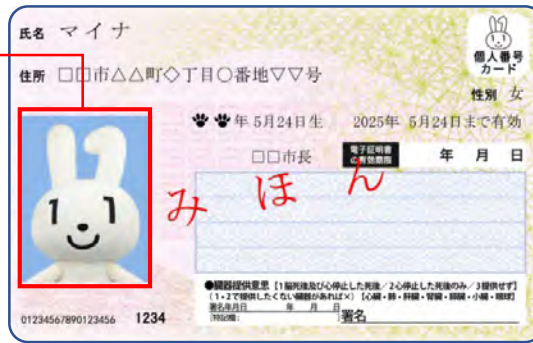 氏名 マイナ
個人番号
カード
住所 □□市△△町◇丁目〇番地▽▽号
性別 女
年 5月24日生 2025年 5月24日まで有効
□□市長 電子証明書の有効期限 年 月 日
1 1
みほん
●臓器提供意思【1脳死後及び心停止した死後/2心停止した死後のみ/3提供せず】
(1・2で提供したくない臓器があれば×)【心臓・肺・肝臓・腎臓・膵臓・小腸・眼球】
署名年月日 年 月 日
[特記欄: ] 署名
01234567890123456 1234